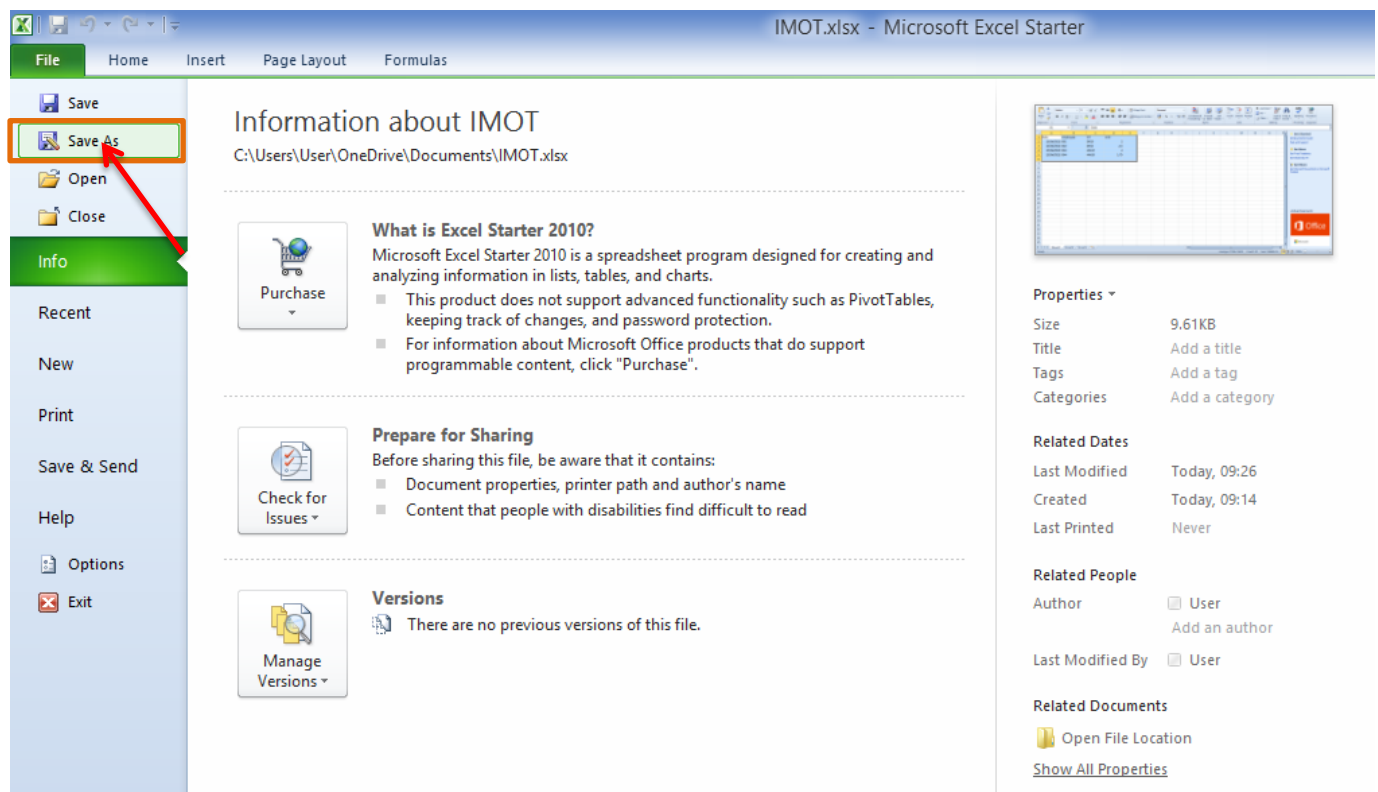 IMOT.xlsx - Microsoft Excel Starter
File Home Insert Page Layout Formulas
Save
Save As
Open
Close
Info
Recent
New
Print
Save & Send
Help
Options
Exit
Information about IMOT
C:\Users\User\OneDrive\Documents\IMOT.xlsx
Purchase
What is Excel Starter 2010?
Microsoft Excel Starter 2010 is a spreadsheet program designed for creating and
analyzing information in lists, tables, and charts.
This product does not support advanced functionality such as PivotTables,
keeping track of changes, and password protection.
For information about Microsoft Office products that do support
programmable content, click "Purchase".
Check for
Issues
Prepare for Sharing
Before sharing this file, be aware that it contains:
Document properties, printer path and author's name
Content that people with disabilities find difficult to read
Manage
Versions
Versions
There are no previous versions of this file.
Office
Properties
Size 9.61KB
Title Add a title
Tags Add a tag
Categories Add a category
Related Dates
Last Modified Today, 09:26
Created Today, 09:14
Last Printed Never
Related People
Author User
Add an author
Last Modified By User
Related Documents
Open File Location
Show All Properties